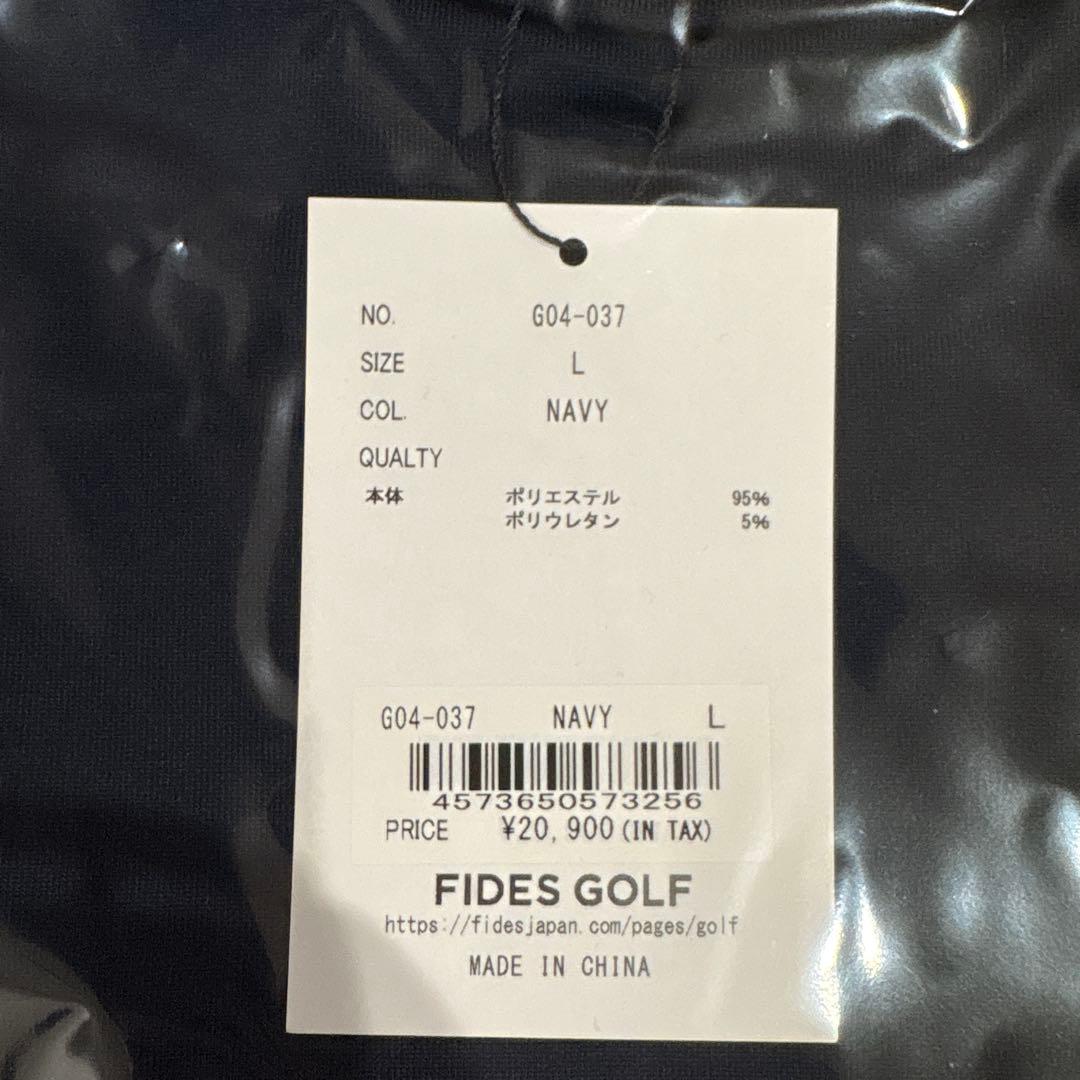 NO. G04-037
SIZE L
COL. NAVY
QUALTY
本体 ポリエステル 95%
ポリウレタン 5%
G04-037 NAVY L
4573650573256
PRICE ¥20,900(IN TAX)
FIDES GOLF
https://fidesjapan.com/pages/golf
MADE IN CHINA